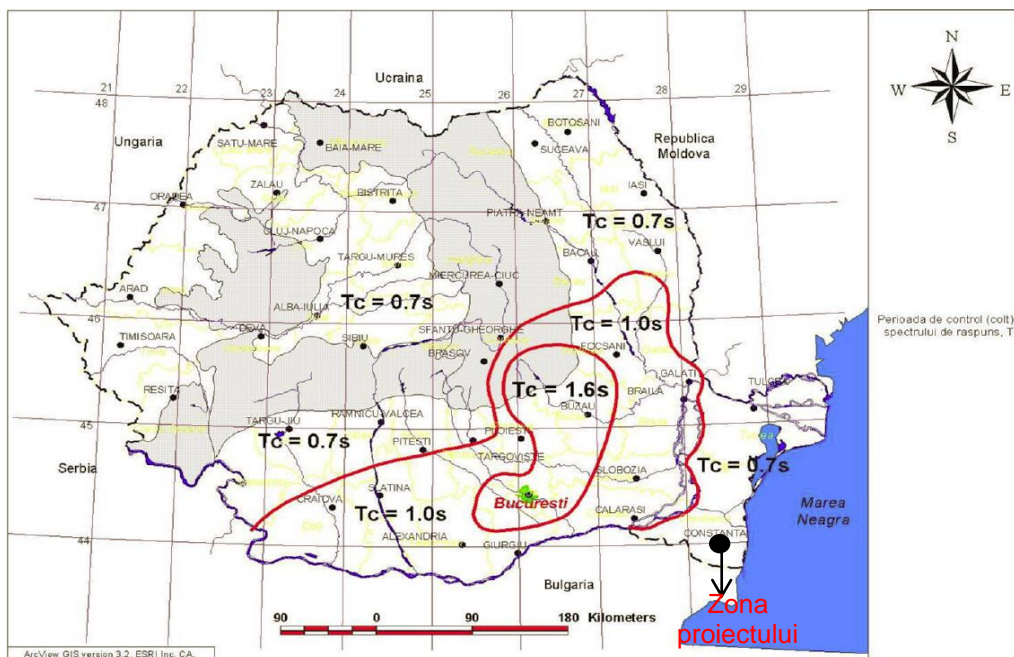 N
W E
S
21 22 23 24 25 26 27 28 29
48
47
46
45
44
Ucraina
Ungaria
Republica
Moldova
Serbia
Bulgaria
Marea
Neagra
BOTOSANI
SATU-MARE
BAIA-MARE
SUCEAVA
ZALAU
BISTRITA
IASI
ORADEA
PIATRA NEAMT
Tc = 0.7s
CLUJ-NAPOCA
VASLUI
TARGU-MURES
BACAU
MIERCUREA-CIUC
ARAD
ALBA-IULIA
Tc = 0.7s
Tc = 1.0s
DEVA
SFANTU-GHEORGHE
TIMISOARA
SIBIU
BRASOV
FOCSANI
GALATI
TULCEA
RESITA
Tc = 1.6s
BRAILA
RAMNICU-VALCEA
BUZAU
TARGU-JIU
Tc = 0.7s
PITESTI
PLOIESTI
TARGOVISTE
SLOBOZIA
Tc = 0.7s
SLATINA
CRAIOVA
Bucuresti
Tc = 1.0s
CALARASI
ALEXANDRIA
GIURGIU
CONSTANTA
Perioada de control (colt)
spectrului de raspuns, T
90 0 90 180 Kilometers
Zona
proiectului
ArcView GIS version 3.2, ESRI Inc, CA.